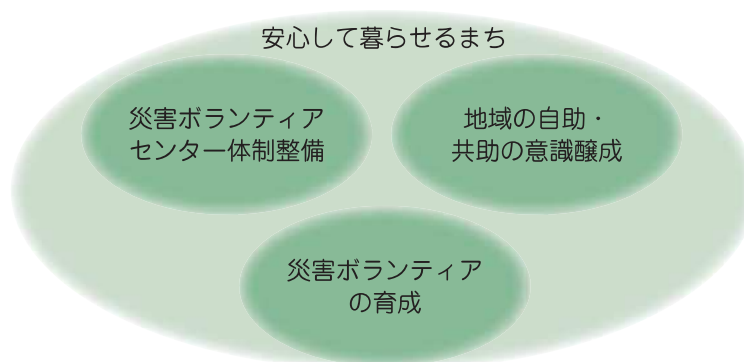 安心して暮らせるまち
災害ボランティア
センター体制整備
地域の自助・
共助の意識醸成
災害ボランティア
の育成